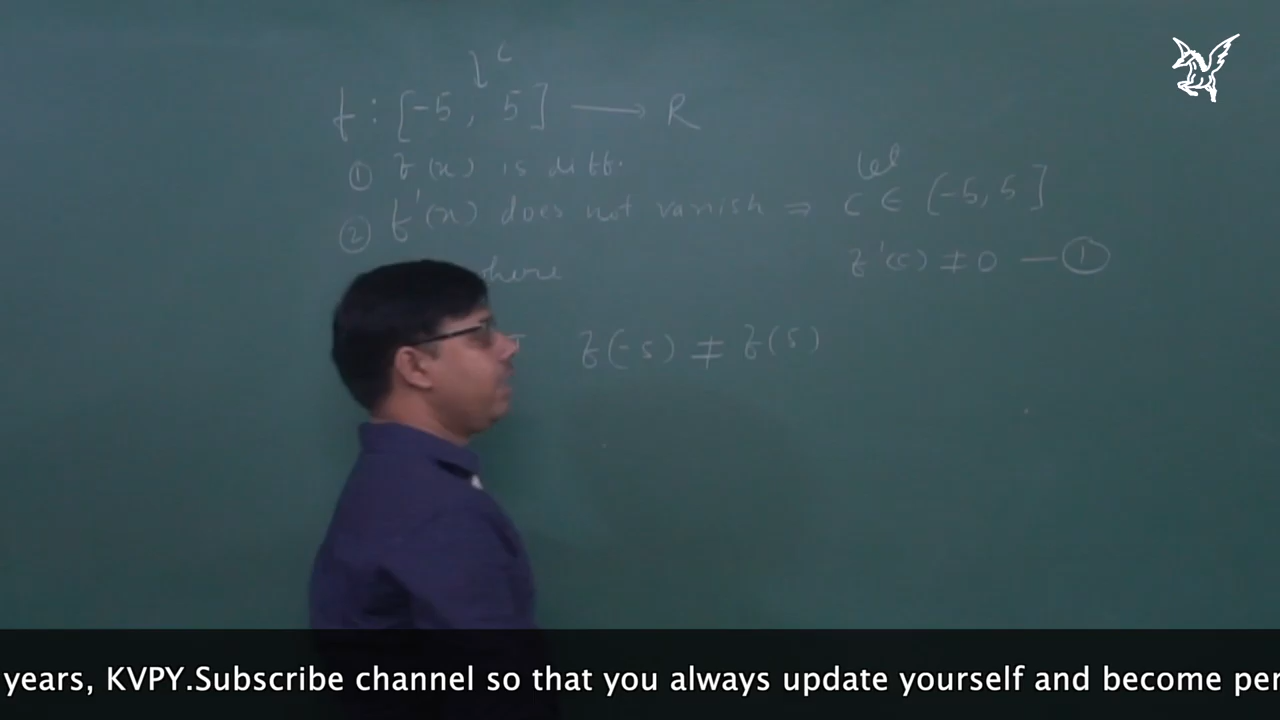 c
f : [-5, 5] ⟶ R
① f(x) is diff.
② f'(x) does not vanish ⇒
where
f(-5) ≠ f(5)
let
c ∈ [-5, 5]
f'(c) ≠ 0 — ①
years, KVPY.Subscribe channel so that you always update yourself and become per